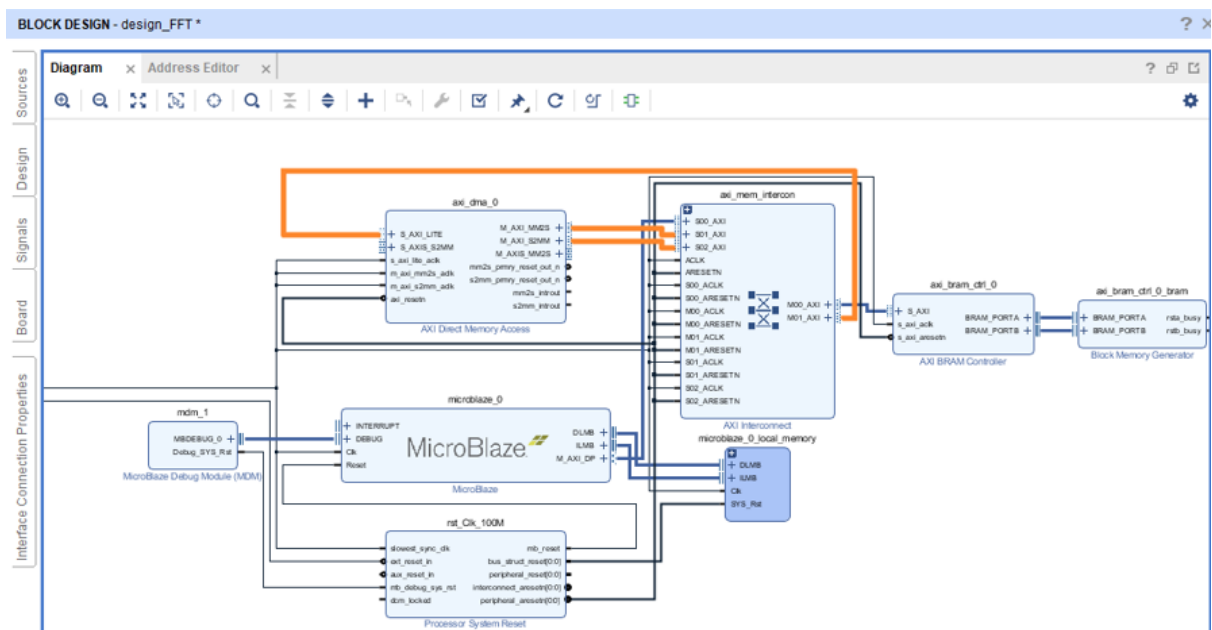 BLOCK DESIGN - design_FFT *
? ×
Diagram × Address Editor ×
? 
Sources
Design
Signals
Board
Interface Connection Properties
axi_dma_0
S_AXI_LITE
S_AXIS_S2MM
s_axi_lite_aclk
m_axi_mm2s_aclk
m_axi_s2mm_aclk
axi_resetn
M_AXI_MM2S
M_AXI_S2MM
M_AXIS_MM2S
mm2s_prmry_reset_out_n
s2mm_prmry_reset_out_n
mm2s_introut
s2mm_introut
AXI Direct Memory Access
axi_mem_intercon
S00_AXI
S01_AXI
S02_AXI
ACLK
ARESETN
S00_ACLK
S00_ARESETN
M00_ACLK
M00_ARESETN
M01_ACLK
M01_ARESETN
S01_ACLK
S01_ARESETN
S02_ACLK
S02_ARESETN
M00_AXI
M01_AXI
AXI Interconnect
axi_bram_ctrl_0
S_AXI
s_axi_aclk
s_axi_aresetn
BRAM_PORTA
BRAM_PORTB
AXI BRAM Controller
axi_bram_ctrl_0_bram
BRAM_PORTA
BRAM_PORTB
rsta_busy
rstb_busy
Block Memory Generator
mdm_1
MBDEBUG_0
Debug_SYS_Rst
MicroBlaze Debug Module (MDM)
microblaze_0
INTERRUPT
DEBUG
Clk
Reset
MicroBlaze
DLMB
ILMB
M_AXI_DP
MicroBlaze
microblaze_0_local_memory
DLMB
ILMB
Clk
SYS_Rst
rst_Clk_100M
slowest_sync_clk
ext_reset_in
aux_reset_in
mb_debug_sys_rst
dcm_locked
mb_reset
bus_struct_reset[0:0]
peripheral_reset[0:0]
interconnect_aresetn[0:0]
peripheral_aresetn[0:0]
Processor System Reset